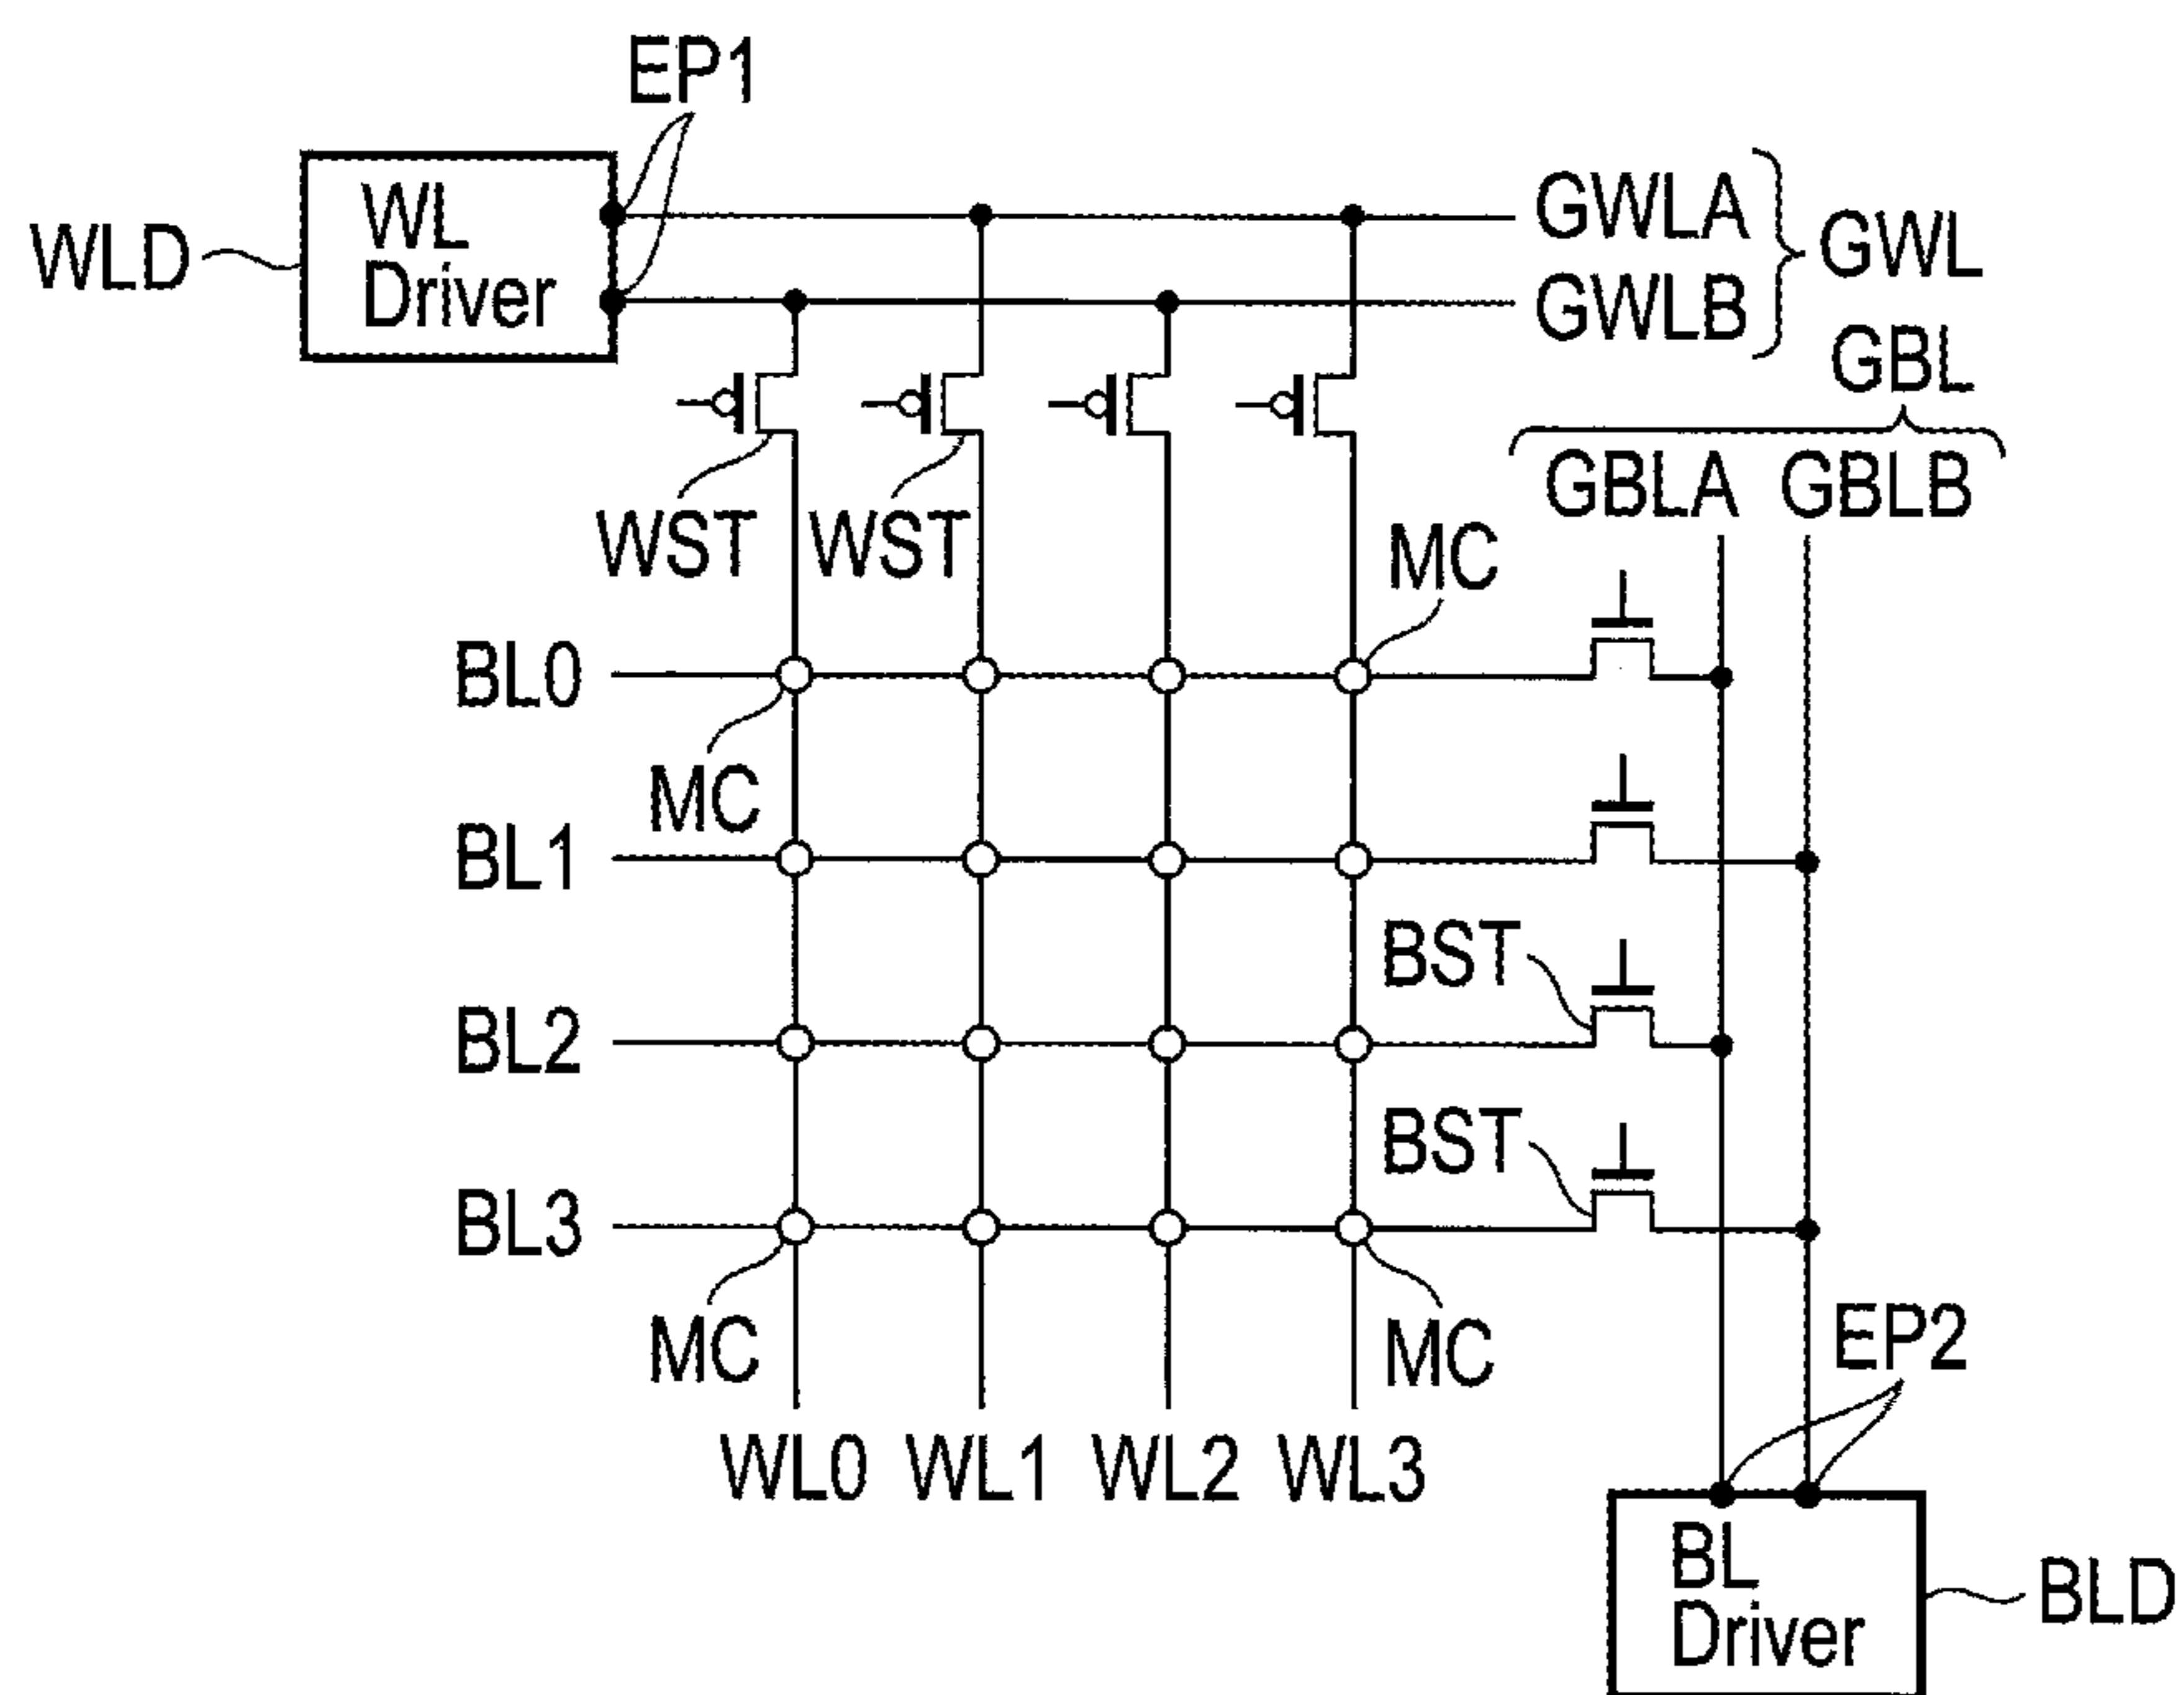 EP1
WLD
WL
Driver
GWLA
GWLB
GWL
GBL
GBLA GBLB
WST WST
MC
BL0
MC
BL1
BST
BL2
BST
BL3
MC
MC
EP2
WL0 WL1 WL2 WL3
BL
Driver
BLD